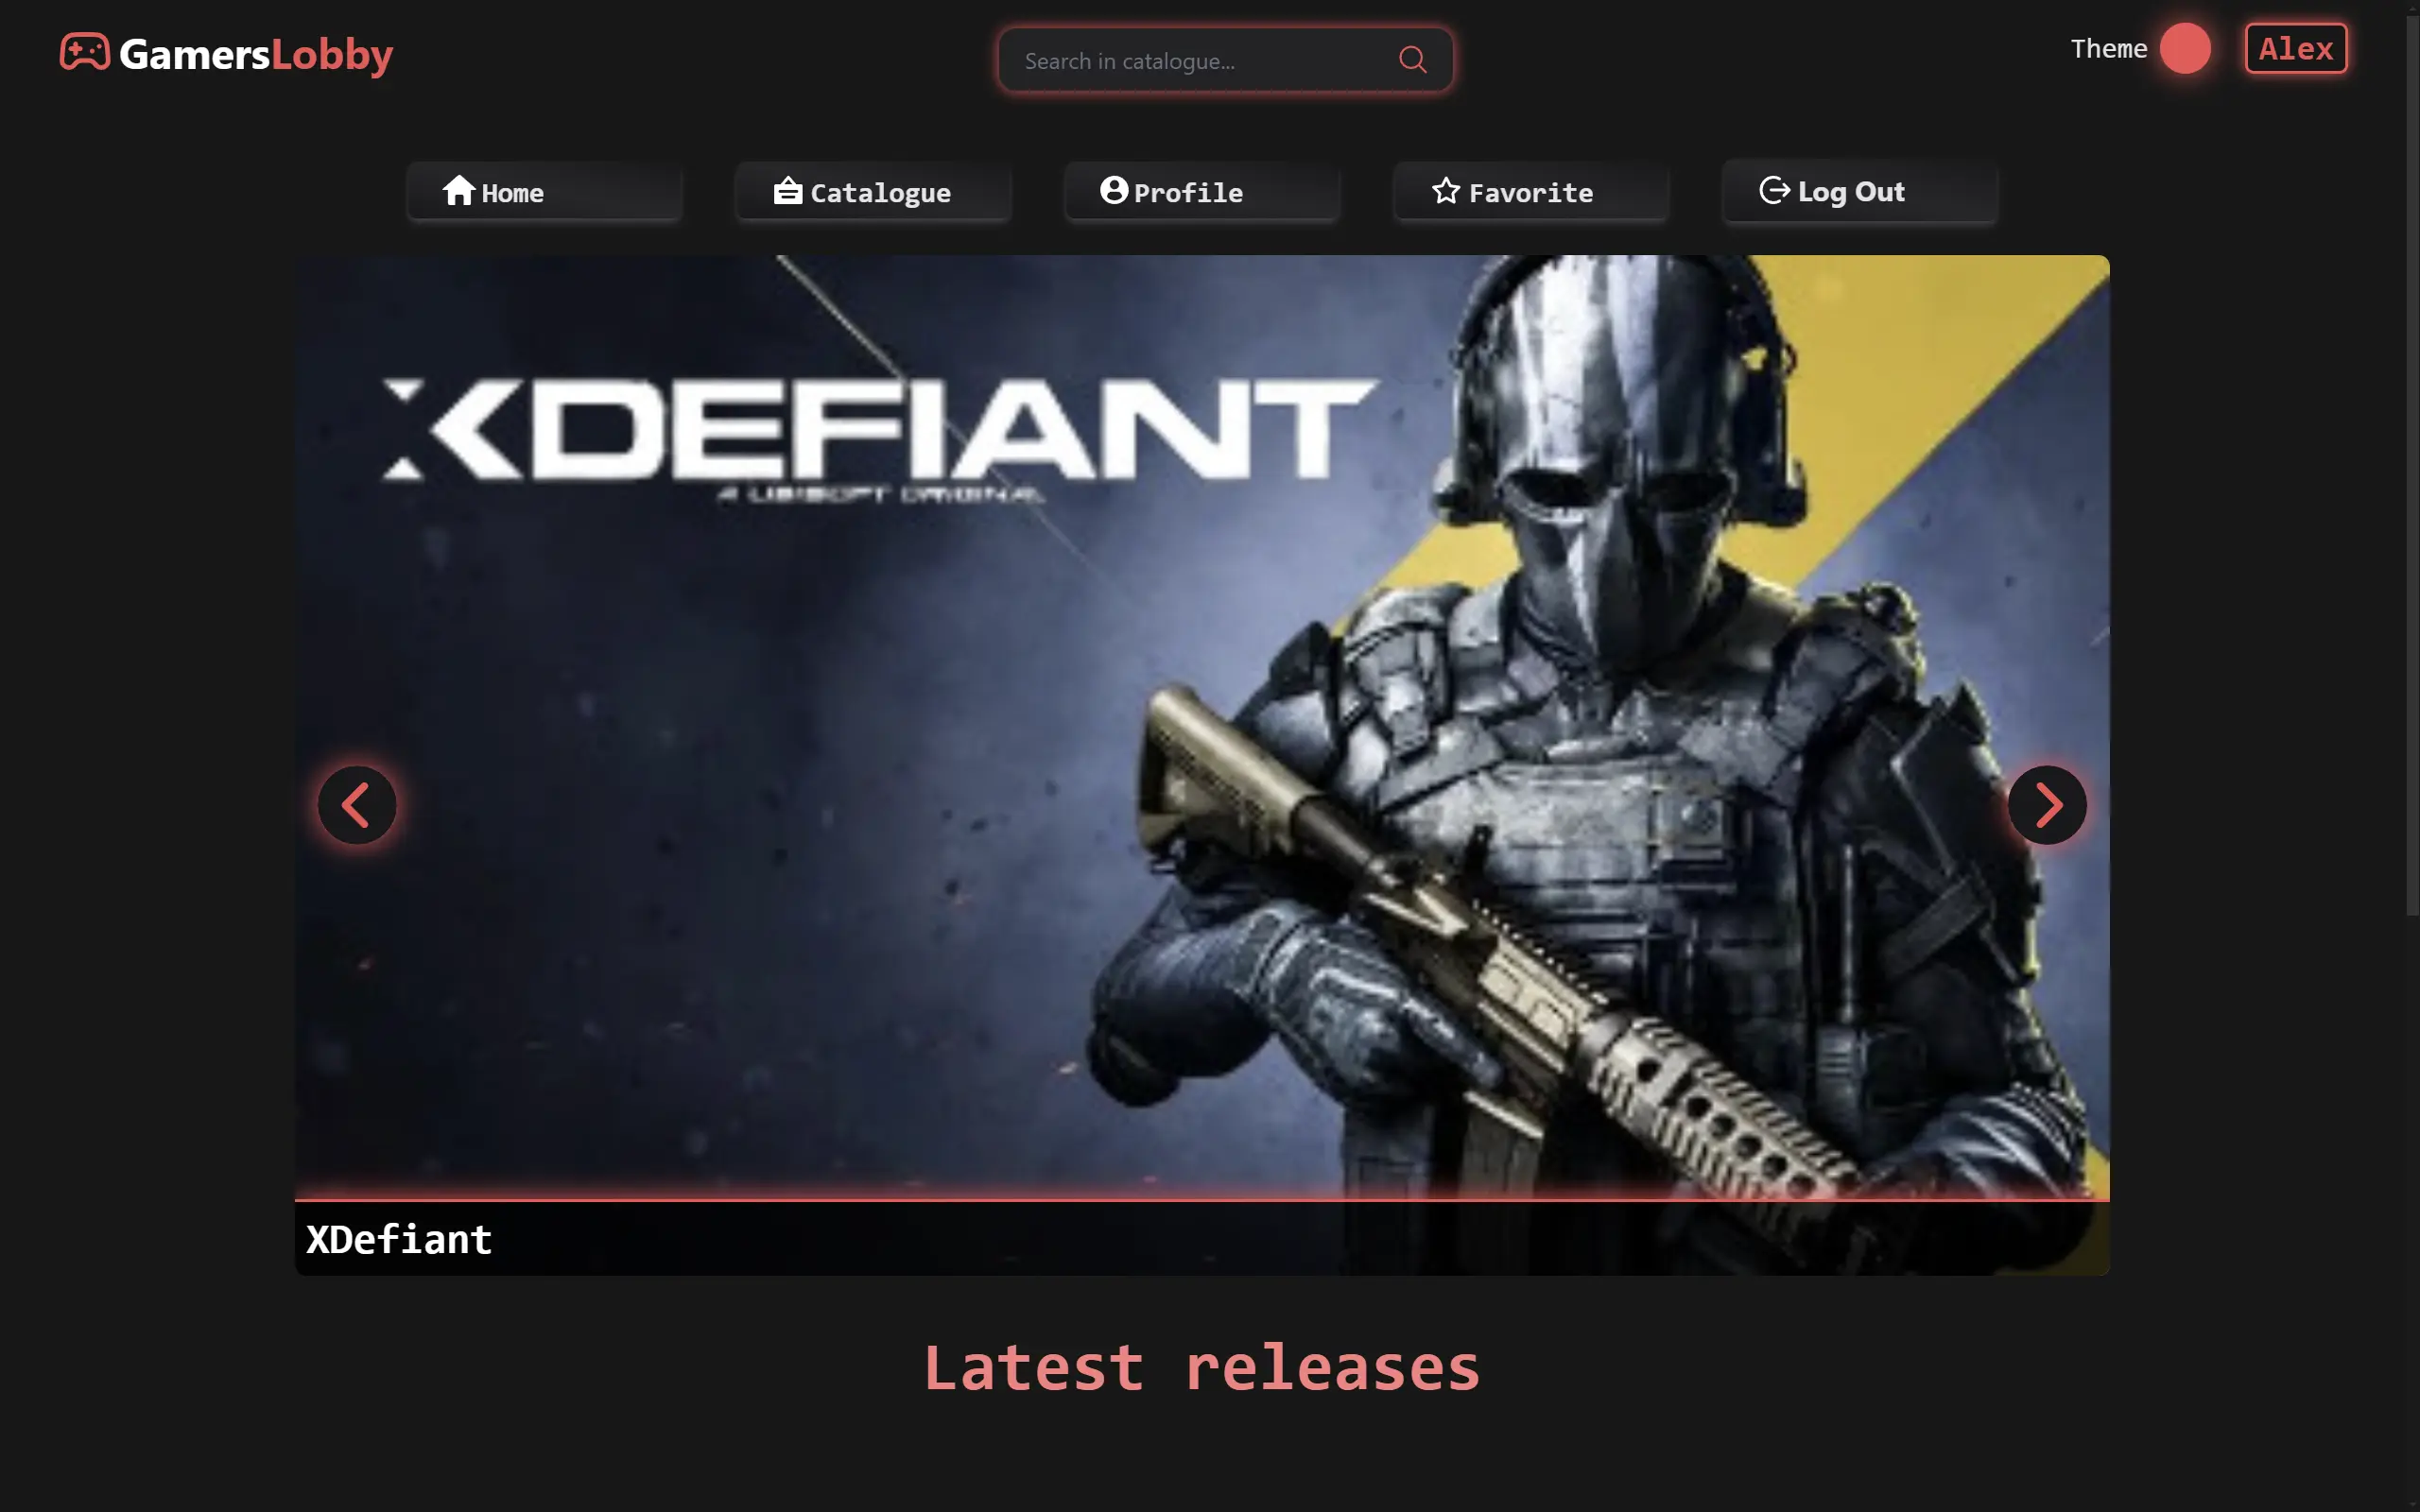 GamersLobby
Search in catalogue...
Theme
Alex
Home
Catalogue
Profile
Favorite
Log Out
XDEFIANT
A UBISOFT ORIGINAL
XDefiant
Latest releases